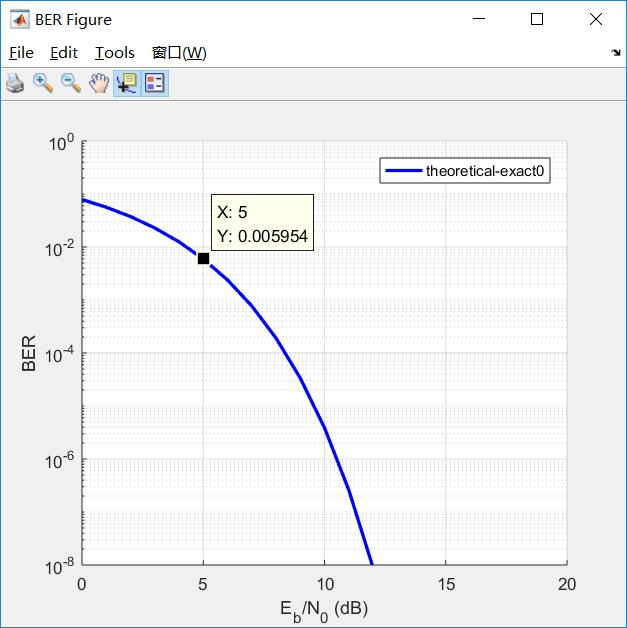 BER Figure
File Edit Tools 窗口(W)
theoretical-exact0
X: 5
Y: 0.005954
10^0
10^-2
10^-4
10^-6
10^-8
BER
0 5 10 15 20
E_b/N_0 (dB)